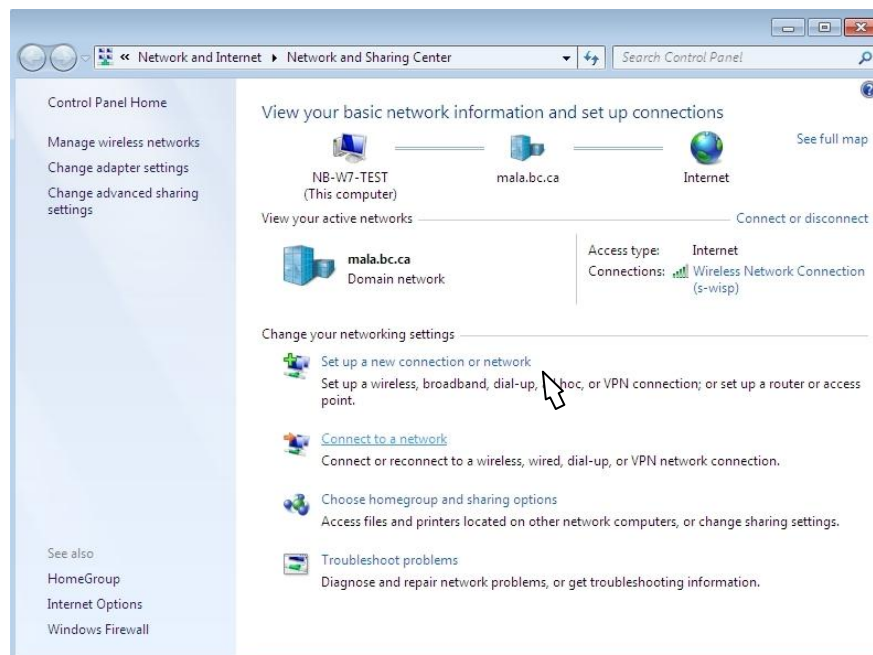 « Network and Internet ▸ Network and Sharing Center
Search Control Panel
Control Panel Home
Manage wireless networks
Change adapter settings
Change advanced sharing
settings
See also
HomeGroup
Internet Options
Windows Firewall
View your basic network information and set up connections
See full map
NB-W7-TEST
(This computer)
mala.bc.ca
Internet
View your active networks
Connect or disconnect
mala.bc.ca
Domain network
Access type: Internet
Connections: Wireless Network Connection
(s-wisp)
Change your networking settings
Set up a new connection or network
Set up a wireless, broadband, dial-up, hoc, or VPN connection; or set up a router or access
point.
Connect to a network
Connect or reconnect to a wireless, wired, dial-up, or VPN network connection.
Choose homegroup and sharing options
Access files and printers located on other network computers, or change sharing settings.
Troubleshoot problems
Diagnose and repair network problems, or get troubleshooting information.